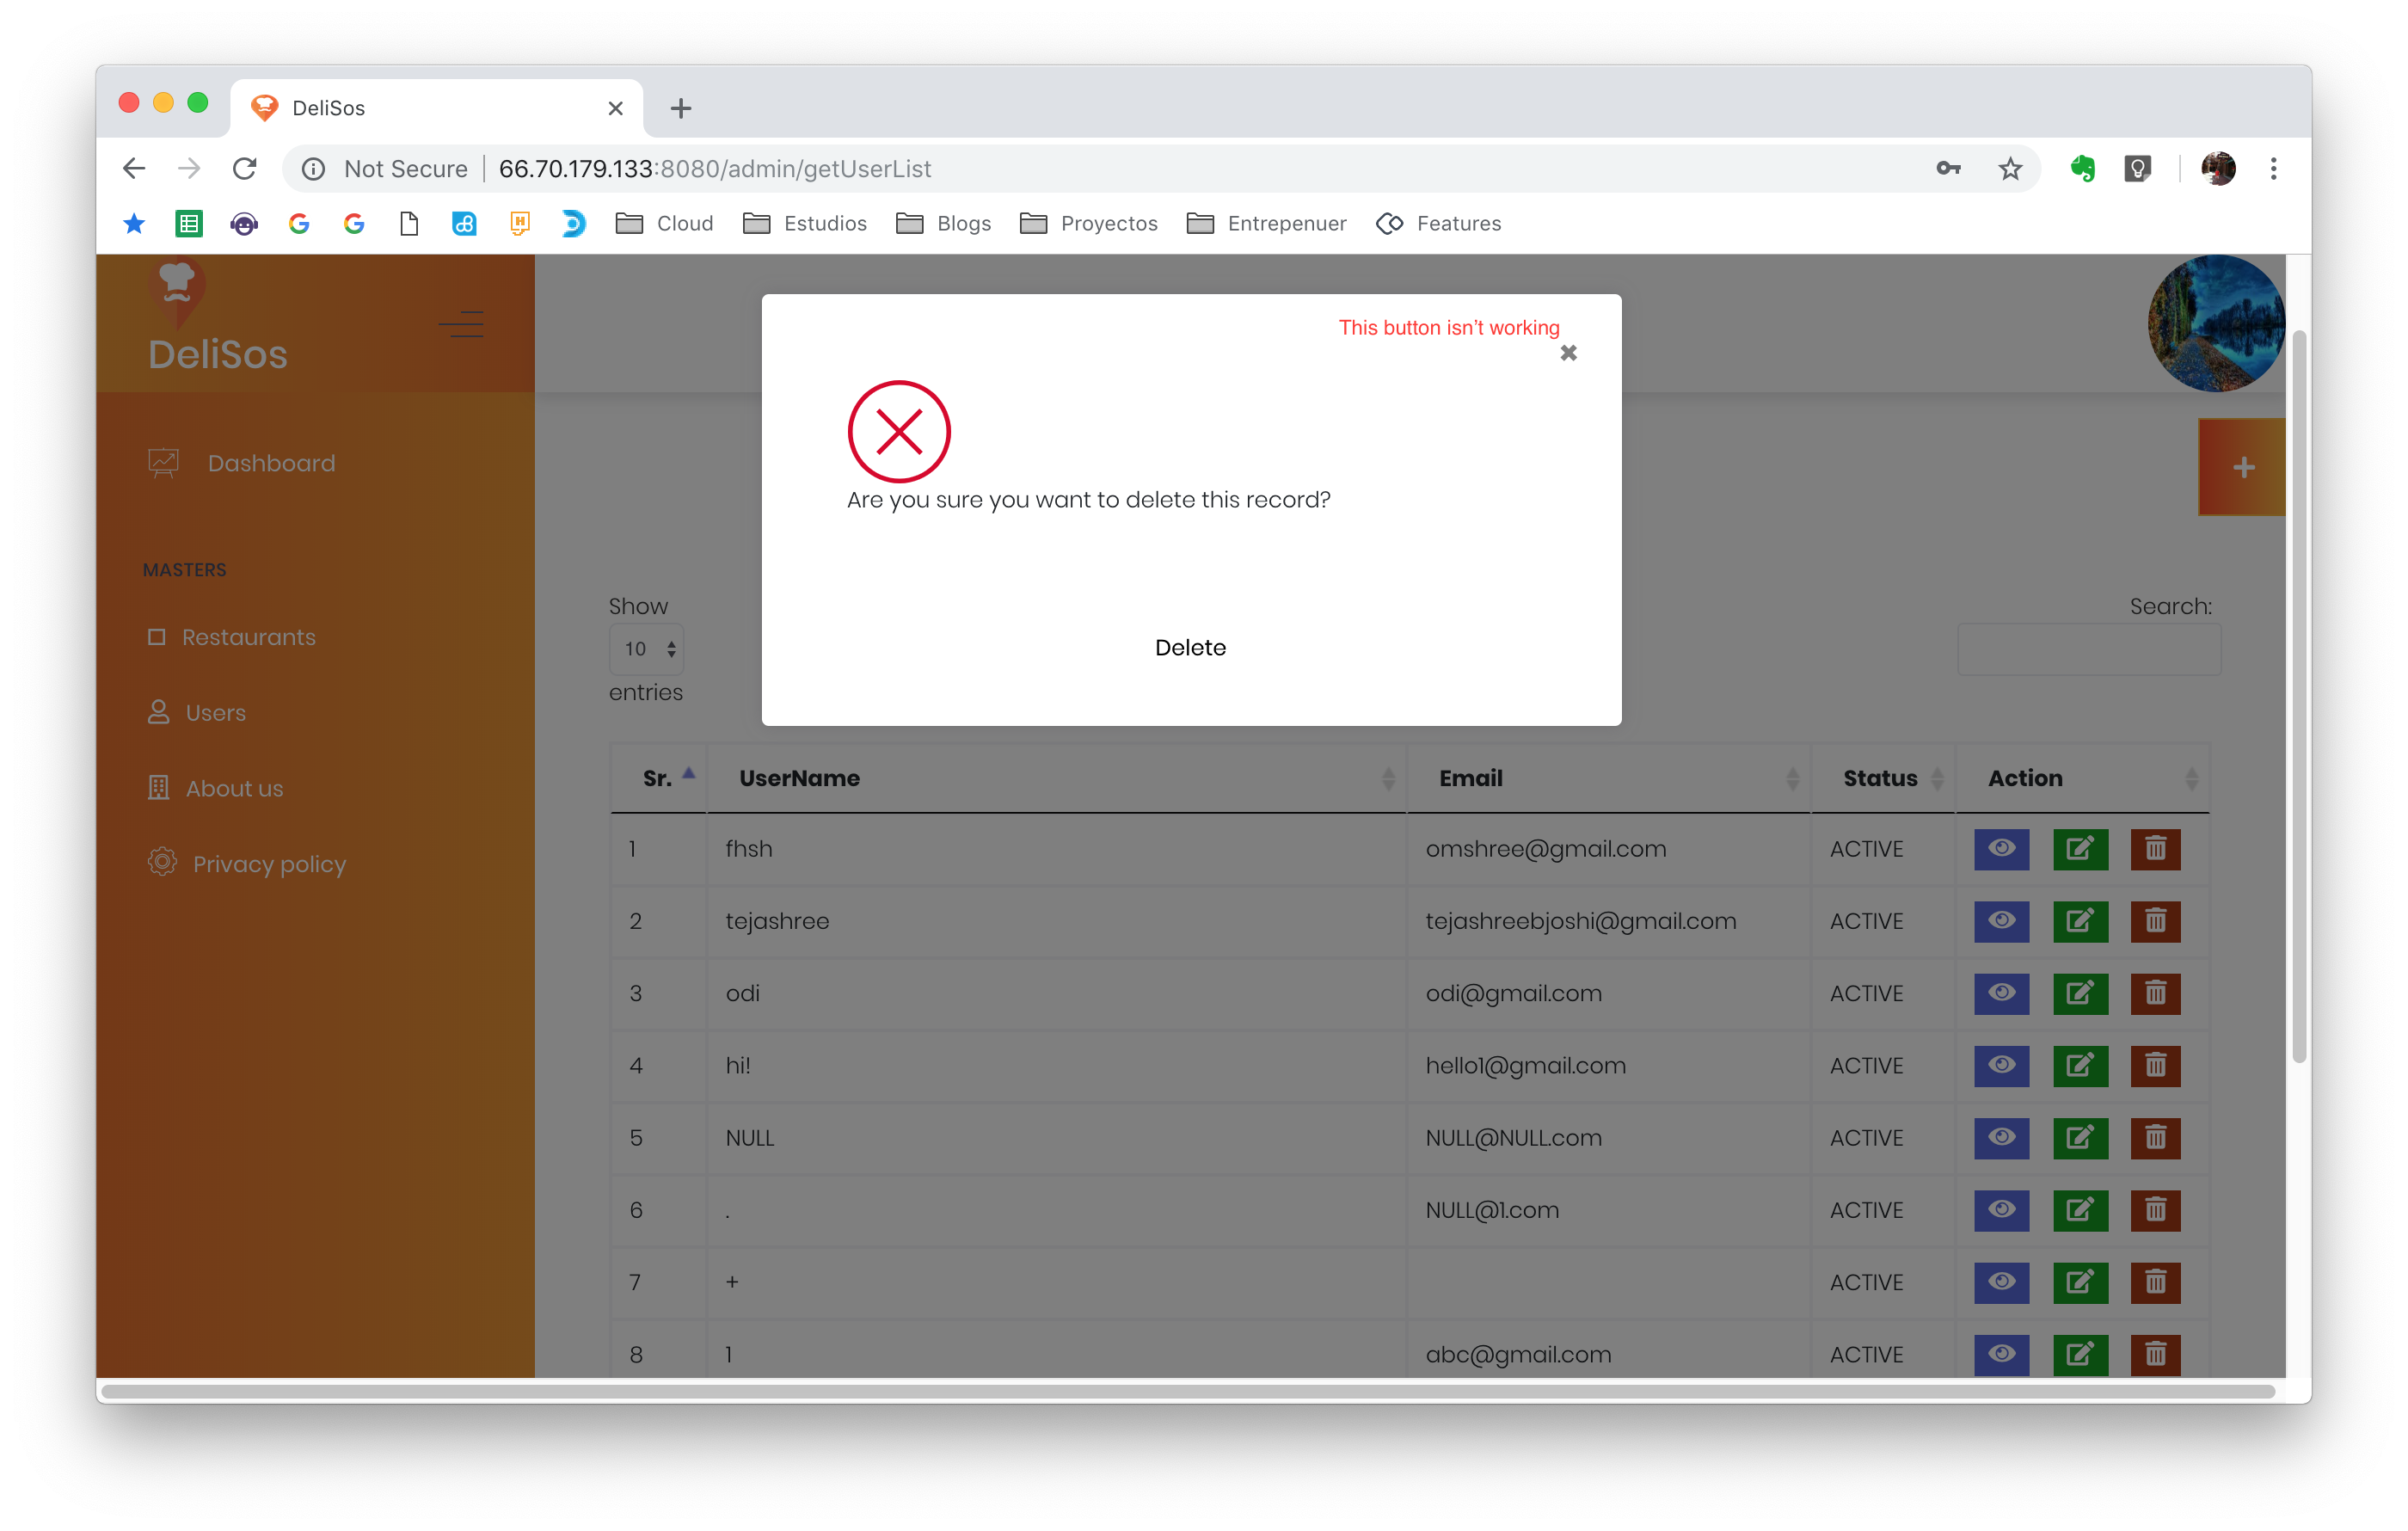 DeliSos
Not Secure 66.70.179.133:8080/admin/getUserList
Cloud Estudios Blogs Proyectos Entrepenuer Features
DeliSos
This button isn't working
Are you sure you want to delete this record?
Delete
Dashboard
MASTERS
Restaurants
Users
About us
Privacy policy
Show
10
entries
Search:
Sr. UserName Email Status Action
1 fhsh omshree@gmail.com ACTIVE
2 tejashree tejashreebjoshi@gmail.com ACTIVE
3 odi odi@gmail.com ACTIVE
4 hi! hello1@gmail.com ACTIVE
5 NULL NULL@NULL.com ACTIVE
6 . NULL@1.com ACTIVE
7 + ACTIVE
8 1 abc@gmail.com ACTIVE